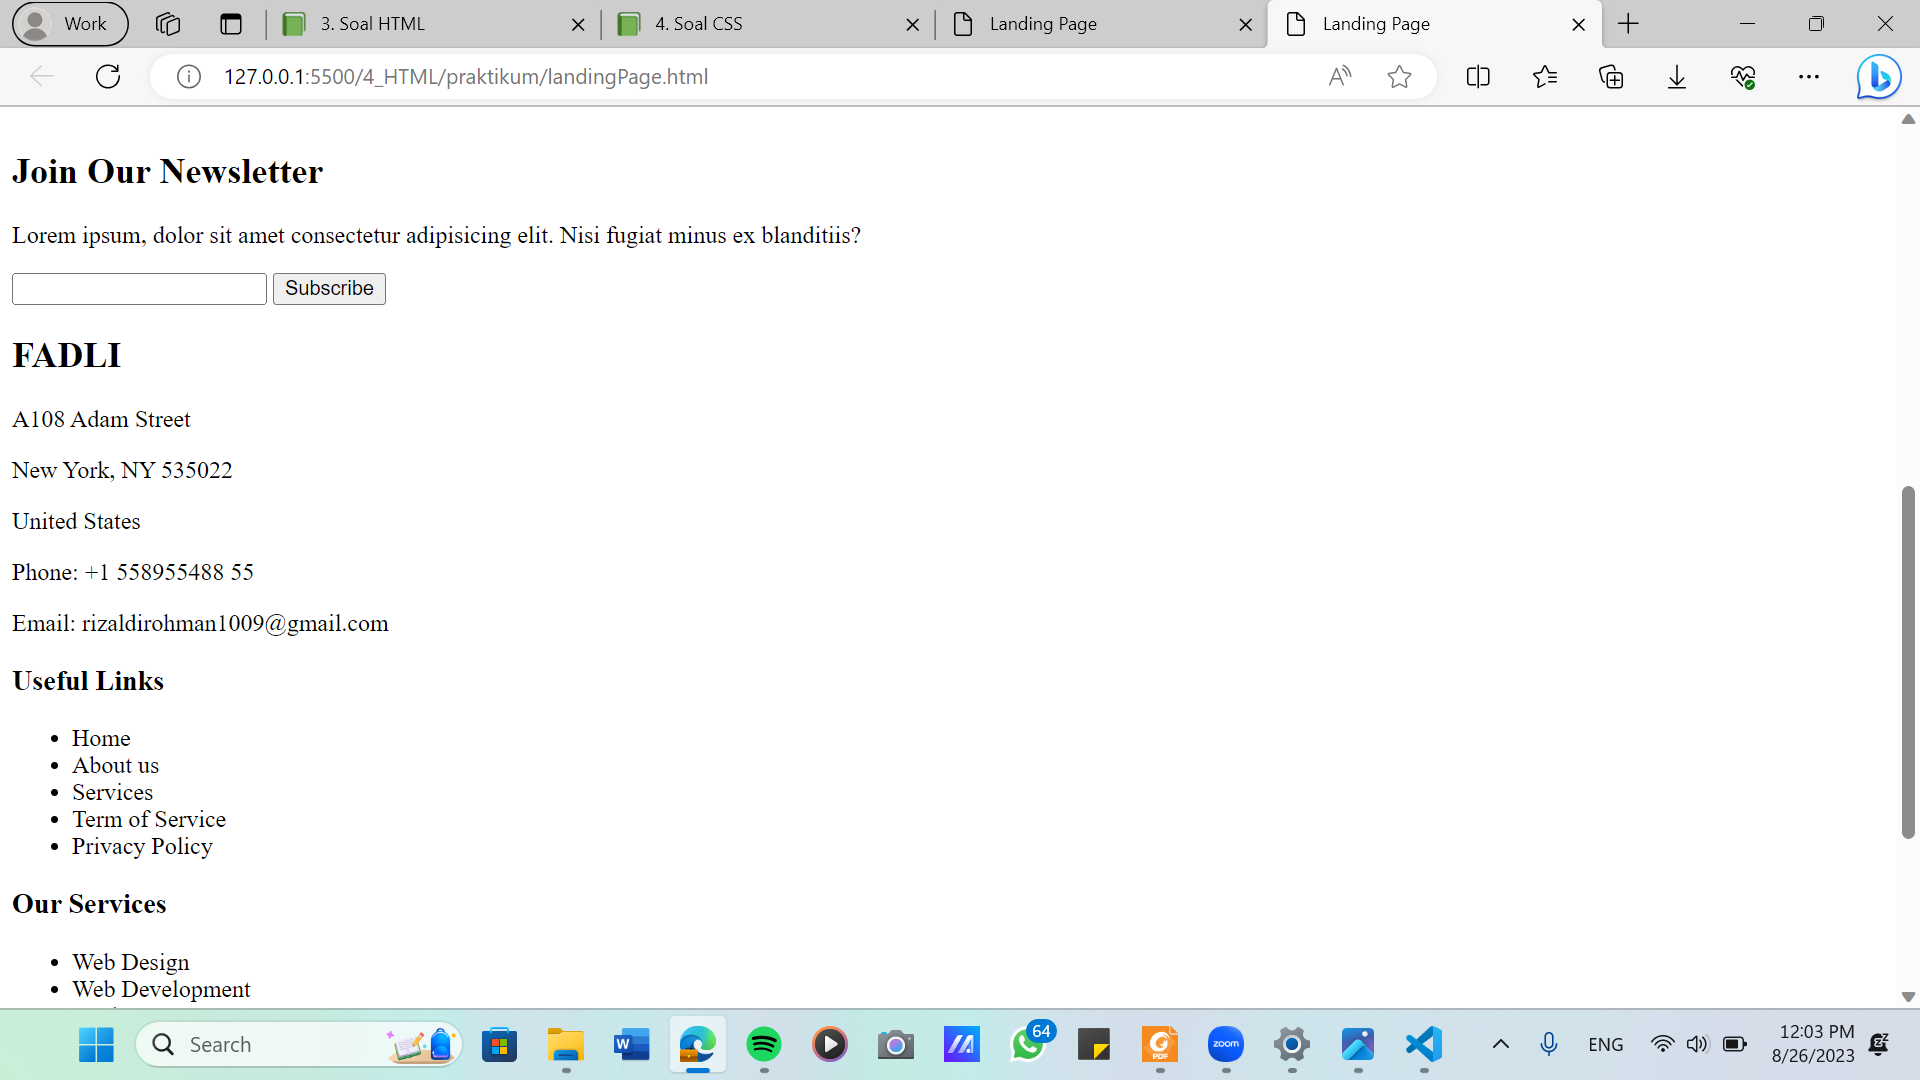 Work
3. Soal HTML
4. Soal CSS
Landing Page
Landing Page
127.0.0.1:5500/4_HTML/praktikum/landingPage.html
Join Our Newsletter
Lorem ipsum, dolor sit amet consectetur adipisicing elit. Nisi fugiat minus ex blanditiis?
Subscribe
FADLI
A108 Adam Street
New York, NY 535022
United States
Phone: +1 558955488 55
Email: rizaldirohman1009@gmail.com
Useful Links
• Home
• About us
• Services
• Term of Service
• Privacy Policy
Our Services
• Web Design
• Web Development
Search
W
64
PDF
zoom
ENG
12:03 PM
8/26/2023